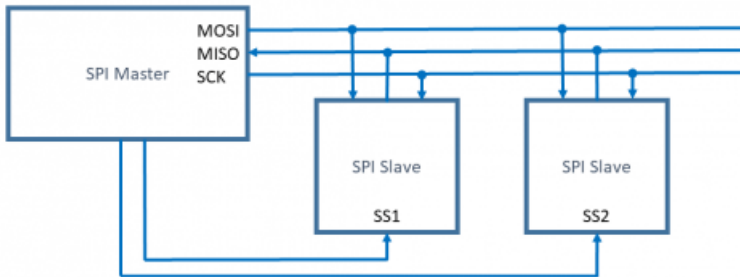 MOSI
MISO
SPI Master
SCK
SPI Slave
SPI Slave
SS1
SS2